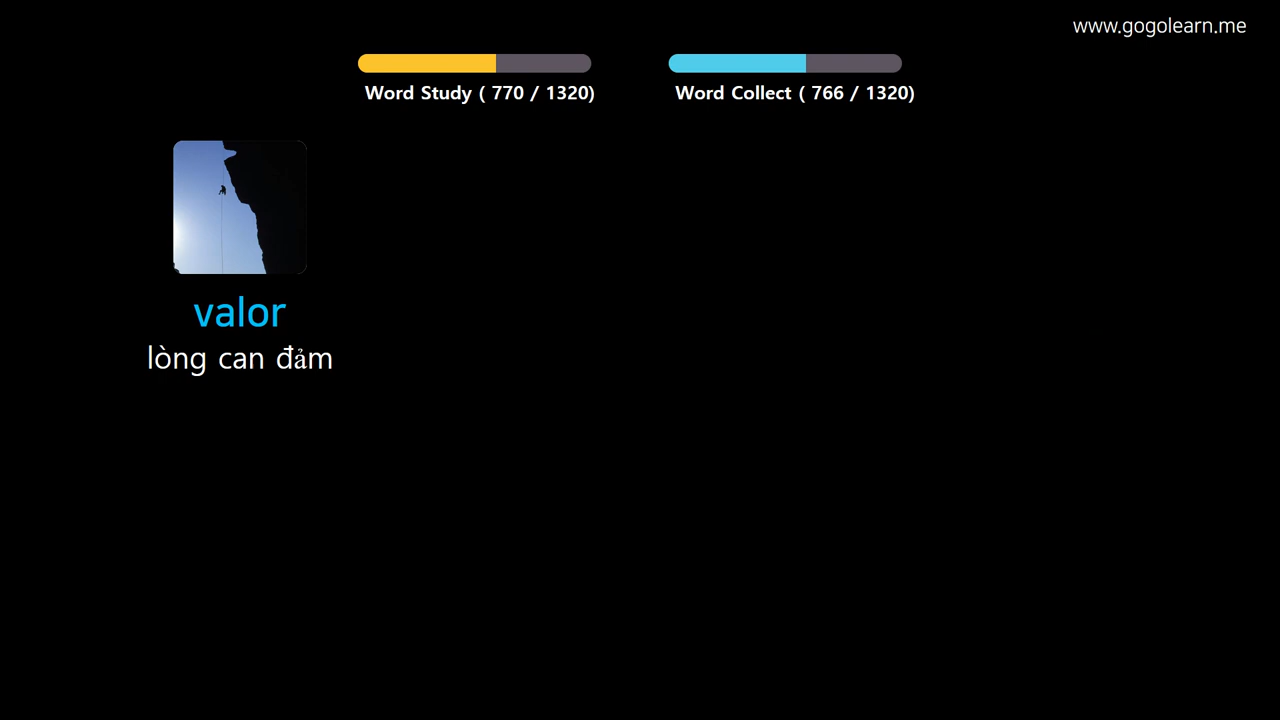 www.gogolearn.me
Word Study ( 770 / 1320)
Word Collect ( 766 / 1320)
valor
lòng can đảm